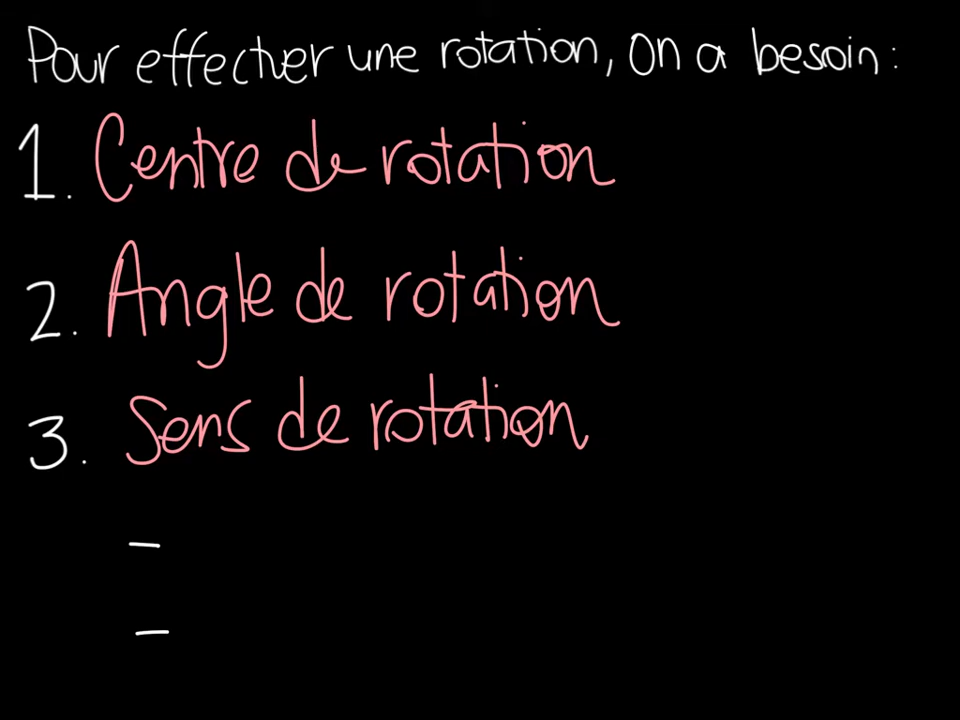 Pour effectuer une rotation, on a besoin :
1. Centre de rotation
2. Angle de rotation
3. Sens de rotation
-
-